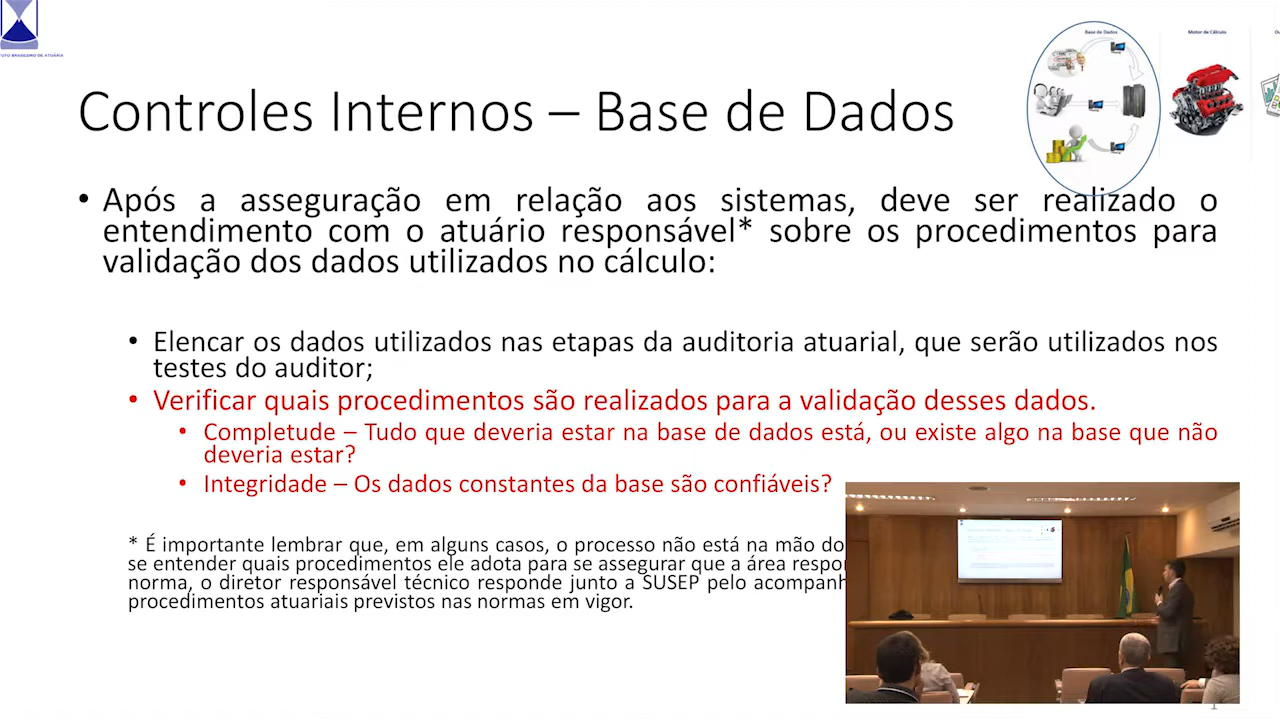 TUTO BRASILEIRO DE ATUÁRIA
Base de Dados
Motor de Cálculo
Controles Internos – Base de Dados
• Após a asseguração em relação aos sistemas, deve ser realizado o
entendimento com o atuário responsável* sobre os procedimentos para
validação dos dados utilizados no cálculo:
• Elencar os dados utilizados nas etapas da auditoria atuarial, que serão utilizados nos
testes do auditor;
• Verificar quais procedimentos são realizados para a validação desses dados.
• Completude – Tudo que deveria estar na base de dados está, ou existe algo na base que não
deveria estar?
• Integridade – Os dados constantes da base são confiáveis?
* É importante lembrar que, em alguns casos, o processo não está na mão do
se entender quais procedimentos ele adota para se assegurar que a área respon
norma, o diretor responsável técnico responde junto a SUSEP pelo acompanh
procedimentos atuariais previstos nas normas em vigor.